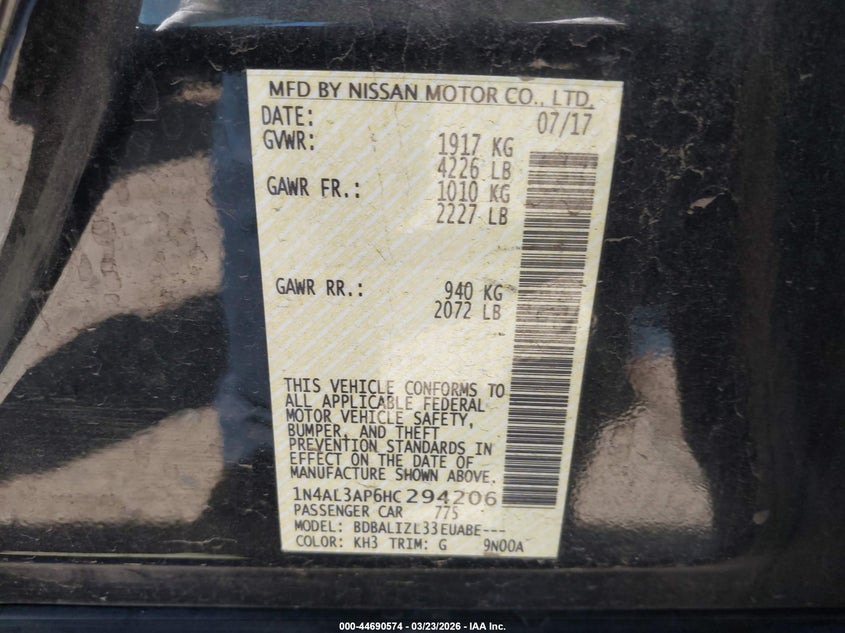 MFD BY NISSAN MOTOR CO., LTD.
DATE: 07/17
GVWR: 1917 KG
4226 LB
GAWR FR.: 1010 KG
2227 LB
GAWR RR.: 940 KG
2072 LB
THIS VEHICLE CONFORMS TO
ALL APPLICABLE FEDERAL
MOTOR VEHICLE SAFETY,
BUMPER, AND THEFT
PREVENTION STANDARDS IN
EFFECT ON THE DATE OF
MANUFACTURE SHOWN ABOVE.
1N4AL3AP6HC294206
PASSENGER CAR 775
MODEL: BDBALIZL33EUABE---
COLOR: KH3 TRIM: G 9N00A
000-44690574 / 03/23/2026 - IAA Inc.